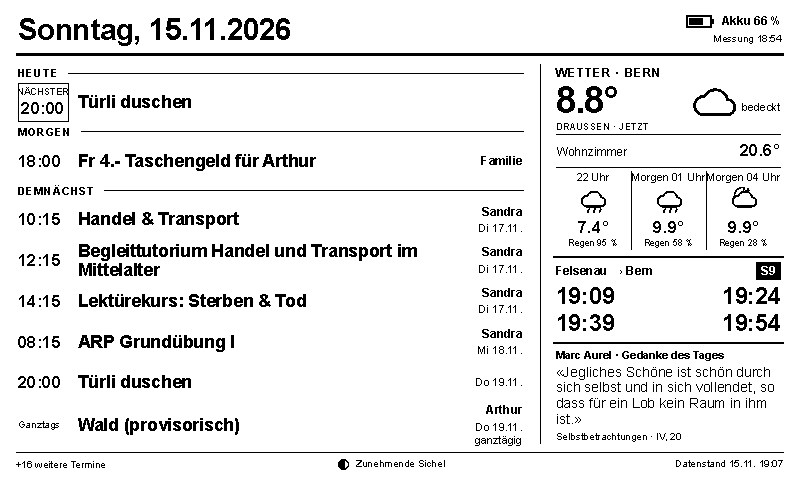 Sonntag, 15.11.2026
Akku 66 %
Messung 18:54
HEUTE
NÄCHSTER
20:00
Türli duschen
MORGEN
18:00
Fr 4.- Taschengeld für Arthur
Familie
DEMNÄCHST
10:15
Handel & Transport
Sandra
Di 17.11.
12:15
Begleittutorium Handel und Transport im
Mittelalter
Sandra
Di 17.11.
14:15
Lektürekurs: Sterben & Tod
Sandra
Di 17.11.
08:15
ARP Grundübung I
Sandra
Mi 18.11.
20:00
Türli duschen
Do 19.11.
Ganztags
Wald (provisorisch)
Arthur
Do 19.11.
ganztägig
WETTER · BERN
8.8°
bedeckt
DRAUSSEN · JETZT
Wohnzimmer
20.6°
22 Uhr
7.4°
Regen 95 %
Morgen 01 Uhr
9.9°
Regen 58 %
Morgen 04 Uhr
9.9°
Regen 28 %
Felsenau › Bern
S9
19:09
19:24
19:39
19:54
Marc Aurel · Gedanke des Tages
«Jegliches Schöne ist schön durch
sich selbst und in sich vollendet, so
dass für ein Lob kein Raum in ihm
ist.»
Selbstbetrachtungen · IV, 20
+16 weitere Termine
Zunehmende Sichel
Datenstand 15.11. 19:07